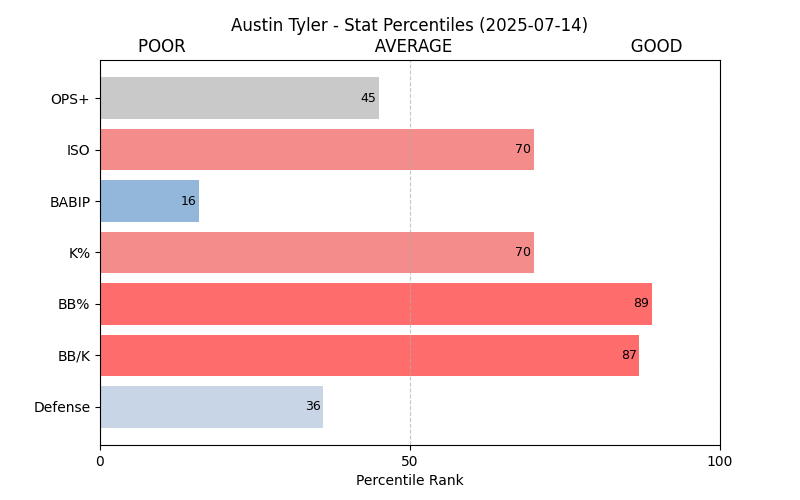 Austin Tyler - Stat Percentiles (2025-07-14)
POOR AVERAGE GOOD
OPS+ 45
ISO 70
BABIP 16
K% 70
BB% 89
BB/K 87
Defense 36
0 50 100
Percentile Rank